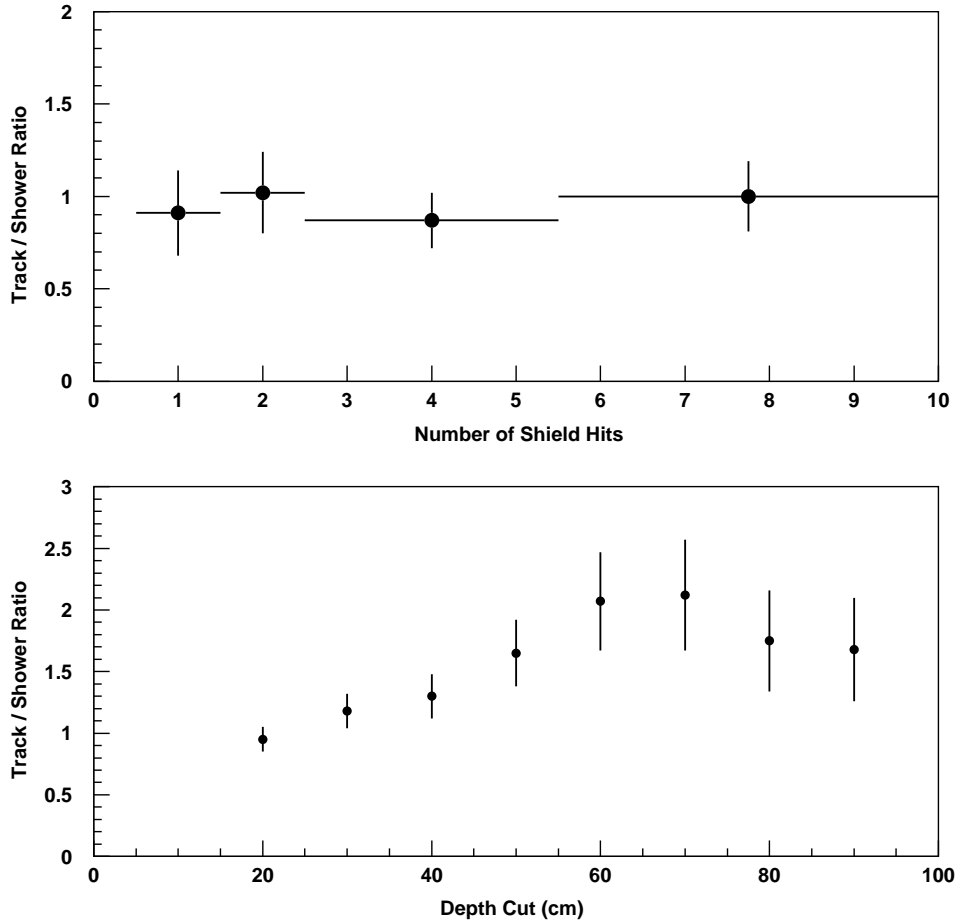 2
1.5
1
0.5
0
Track / Shower Ratio
0 1 2 3 4 5 6 7 8 9 10
Number of Shield Hits
3
2.5
2
1.5
1
0.5
0
Track / Shower Ratio
0 20 40 60 80 100
Depth Cut (cm)